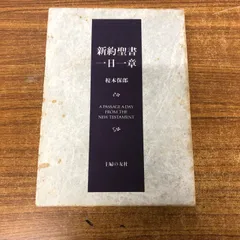 新約聖書
一日一章
榎本保郎
A PASSAGE A DAY
FROM THE
NEW TESTAMENT
主婦の友社